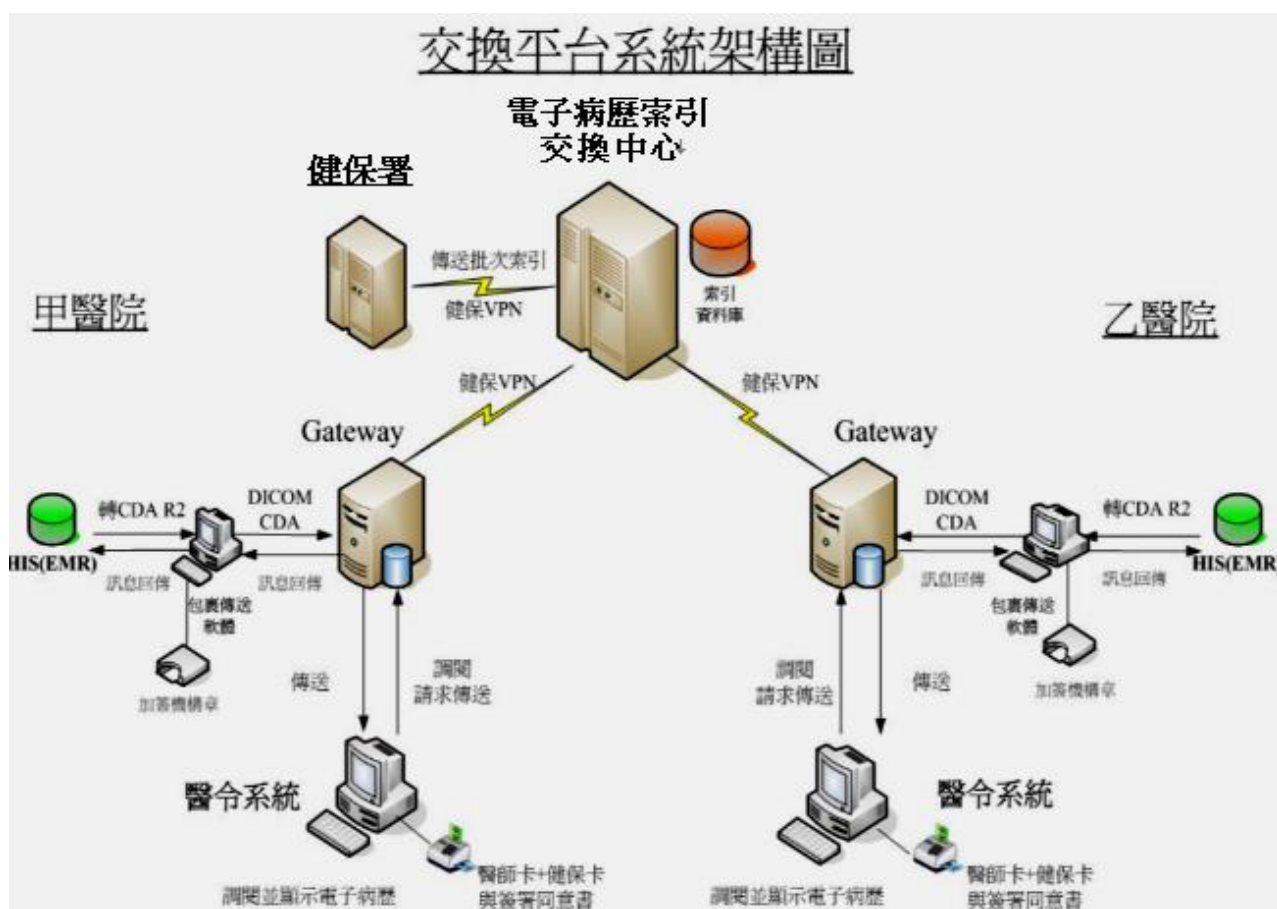 交換平台系統架構圖
電子病歷索引
交換中心
健保署
傳送批次索引
健保VPN
索引
資料庫
甲醫院
乙醫院
健保VPN
健保VPN
Gateway
Gateway
轉CDA R2
DICOM
CDA
HIS(EMR)
訊息回傳
訊息回傳
包裹傳送
軟體
加簽機構章
傳送
調閱
請求傳送
醫令系統
醫師卡+健保卡
與簽署同意書
調閱並顯示電子病歷
DICOM
CDA
轉CDA R2
HIS(EMR
訊息回傳
訊息回傳
包裹傳送
軟體
加簽機構章
調閱
請求傳送
傳送
醫令系統
醫師卡+健保卡
與簽署同意書
調閱並顯示電子病歷